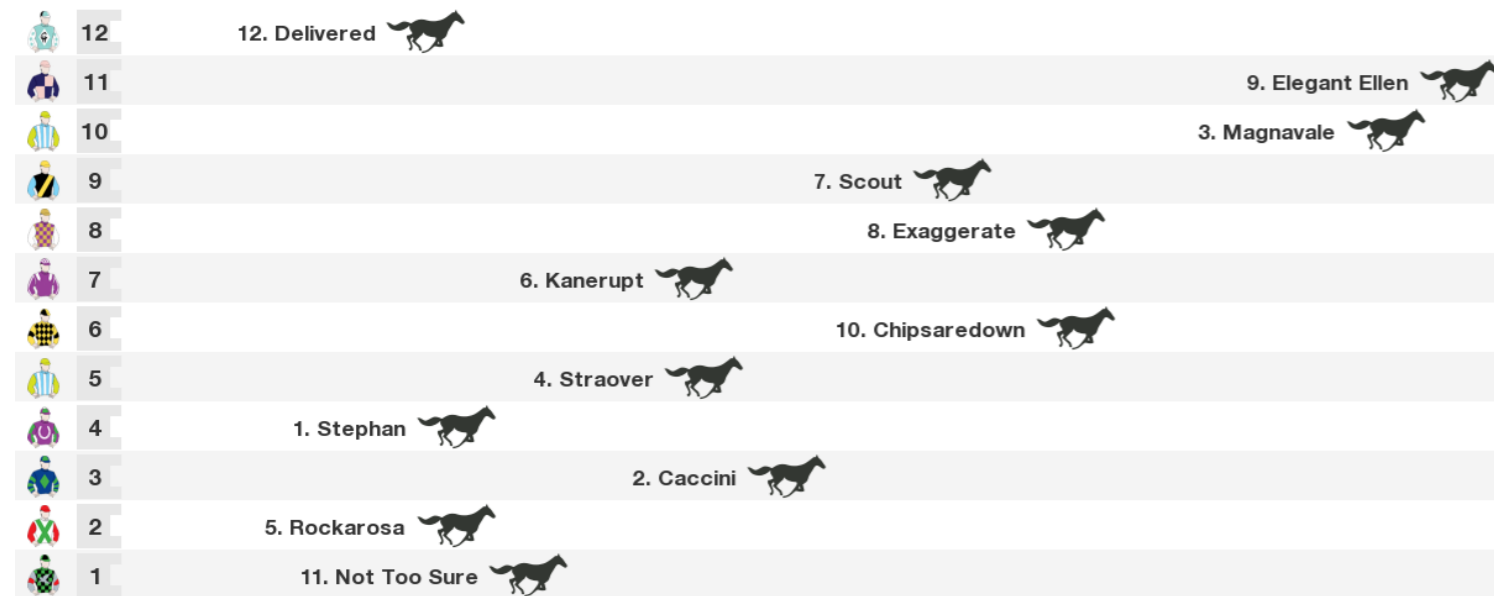 12 12. Delivered
11 9. Elegant Ellen
10 3. Magnavale
9 7. Scout
8 8. Exaggerate
7 6. Kanerupt
6 10. Chipsaredown
5 4. Straover
4 1. Stephan
3 2. Caccini
2 5. Rockarosa
1 11. Not Too Sure